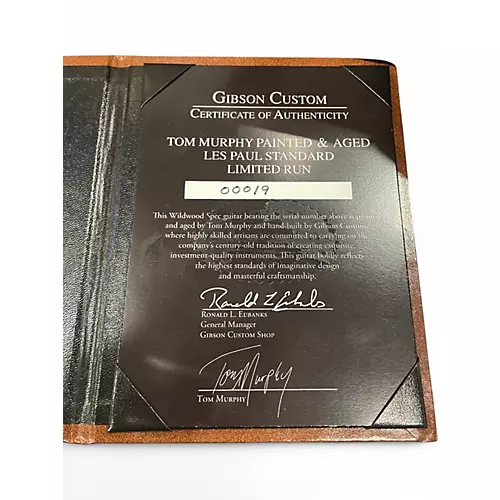 GIBSON CUSTOM
CERTIFICATE OF AUTHENTICITY
TOM MURPHY PAINTED & AGED
LES PAUL STANDARD
LIMITED RUN
00019
This Wildwood Spec guitar bearing the serial number above is painted
and aged by Tom Murphy and hand-built by Gibson Custom,
where highly skilled artisans are committed to carrying on the
company's century-old tradition of creating exquisite,
investment-quality instruments. This guitar boldly reflects
the highest standards of imaginative design
and masterful craftsmanship.
Ronald L Eubanks
RONALD L. EUBANKS
GENERAL MANAGER
GIBSON CUSTOM SHOP
Tom Murphy
TOM MURPHY